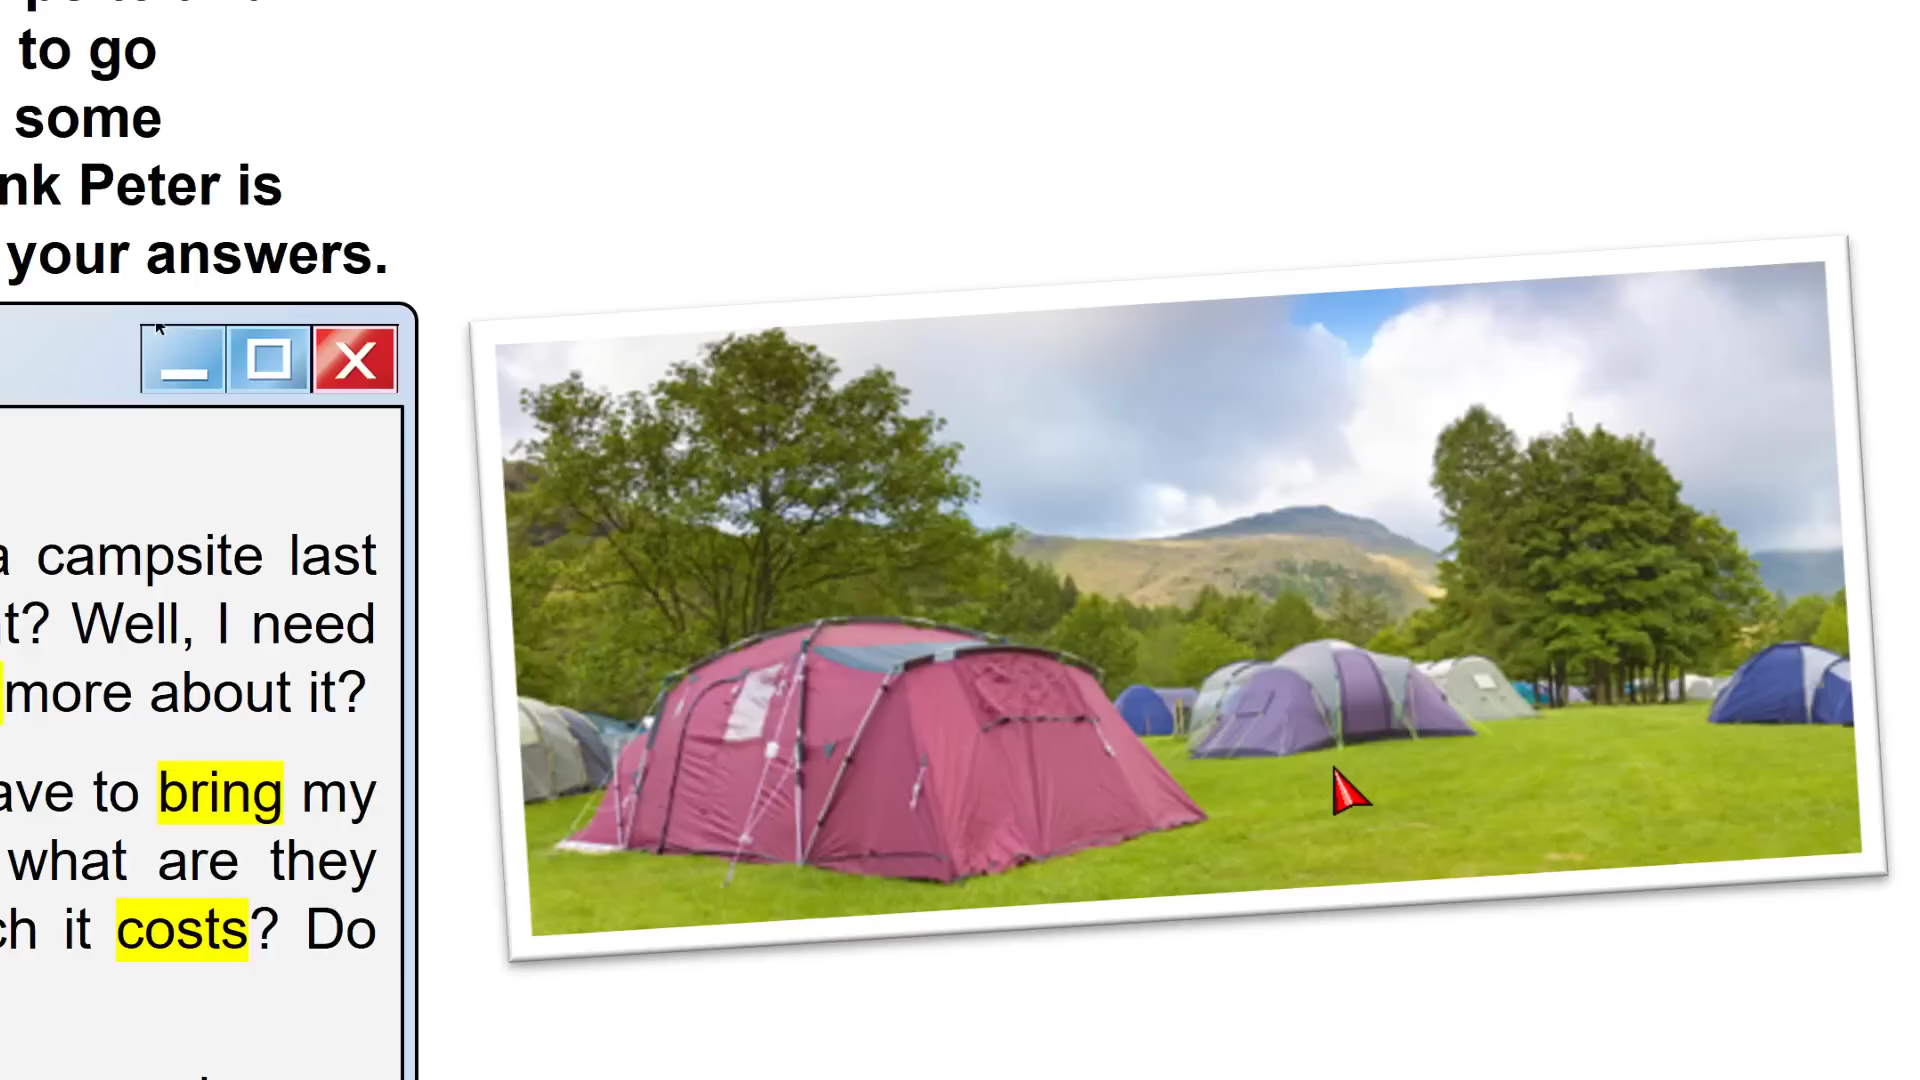 to go
some
nk Peter is
your answers.
a campsite last
t? Well, I need
more about it?
ave to bring my
what are they
ch it costs? Do